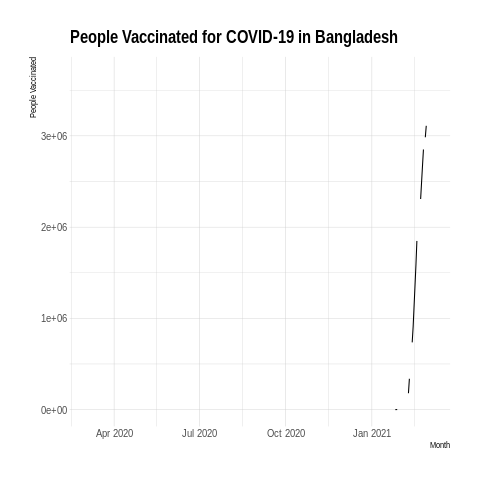 People Vaccinated for COVID-19 in Bangladesh
People Vaccinated
3e+06
2e+06
1e+06
0e+00
Apr 2020
Jul 2020
Oct 2020
Jan 2021
Month